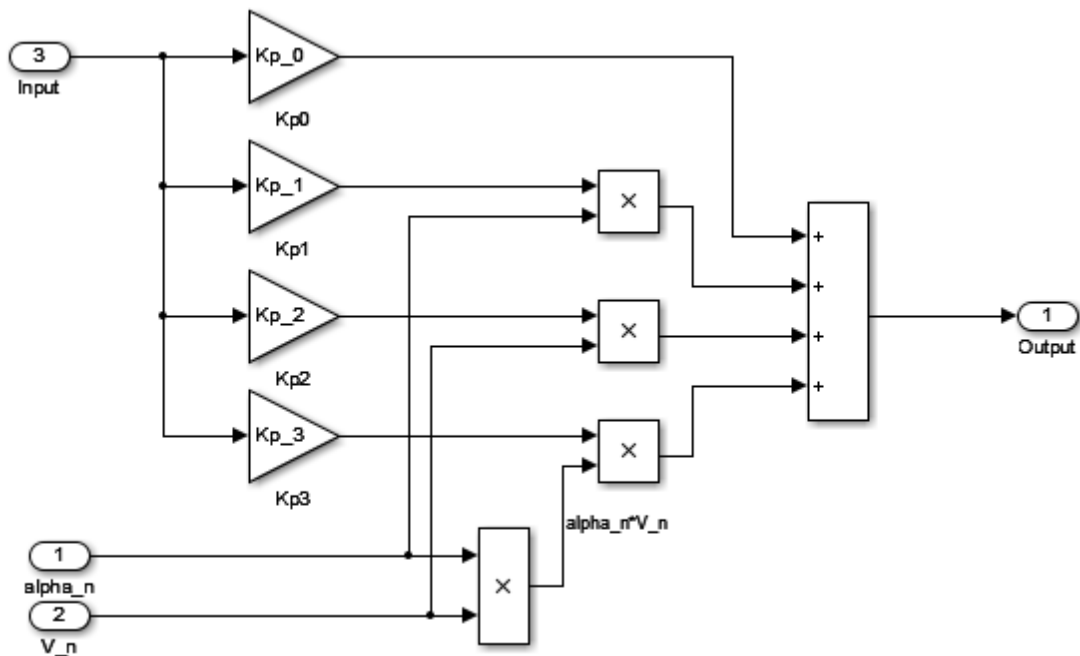 3
Input
Kp_0
Kp0
Kp_1
×
Kp1
+
+
Kp_2
×
+
1
Output
Kp2
+
Kp_3
×
Kp3
alpha_n*V_n
1
alpha_n
×
2
V_n